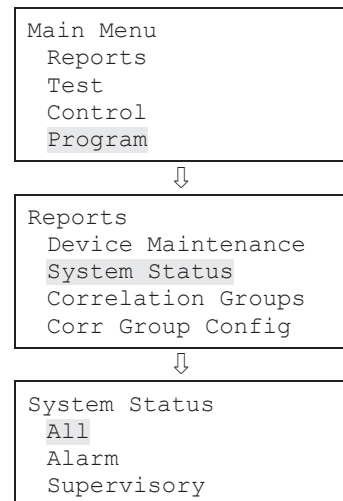 Main Menu
Reports
Test
Control
Program
⇩
Reports
Device Maintenance
System Status
Correlation Groups
Corr Group Config
⇩
System Status
All
Alarm
Supervisory